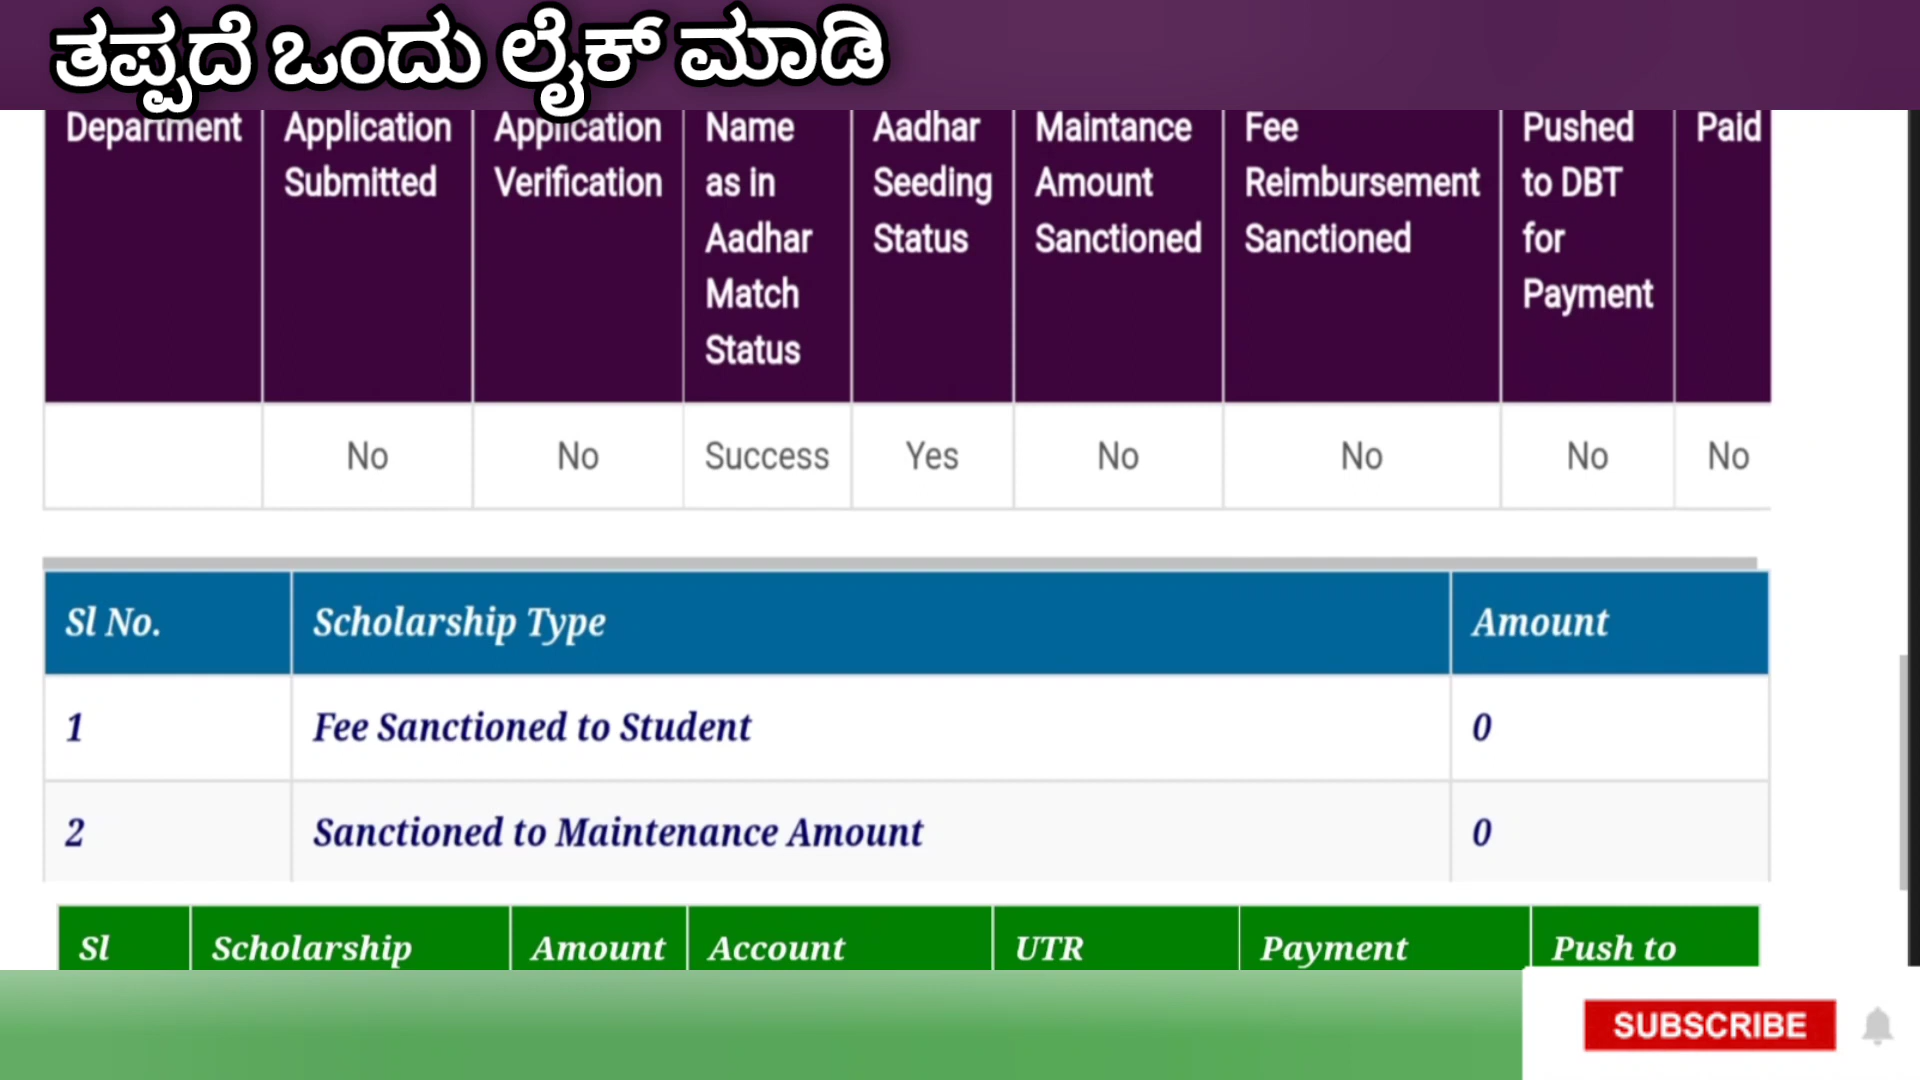 ತಪ್ಪದೆ ಒಂದು ಲೈಕ್ ಮಾಡಿ
Department | Application Submitted | Application Verification | Name as in Aadhar Match Status | Aadhar Seeding Status | Maintance Amount Sanctioned | Fee Reimbursement Sanctioned | Pushed to DBT for Payment | Paid
No | No | Success | Yes | No | No | No | No
Sl No. | Scholarship Type | Amount
1 | Fee Sanctioned to Student | 0
2 | Sanctioned to Maintenance Amount | 0
Sl | Scholarship | Amount | Account | UTR | Payment | Push to
SUBSCRIBE